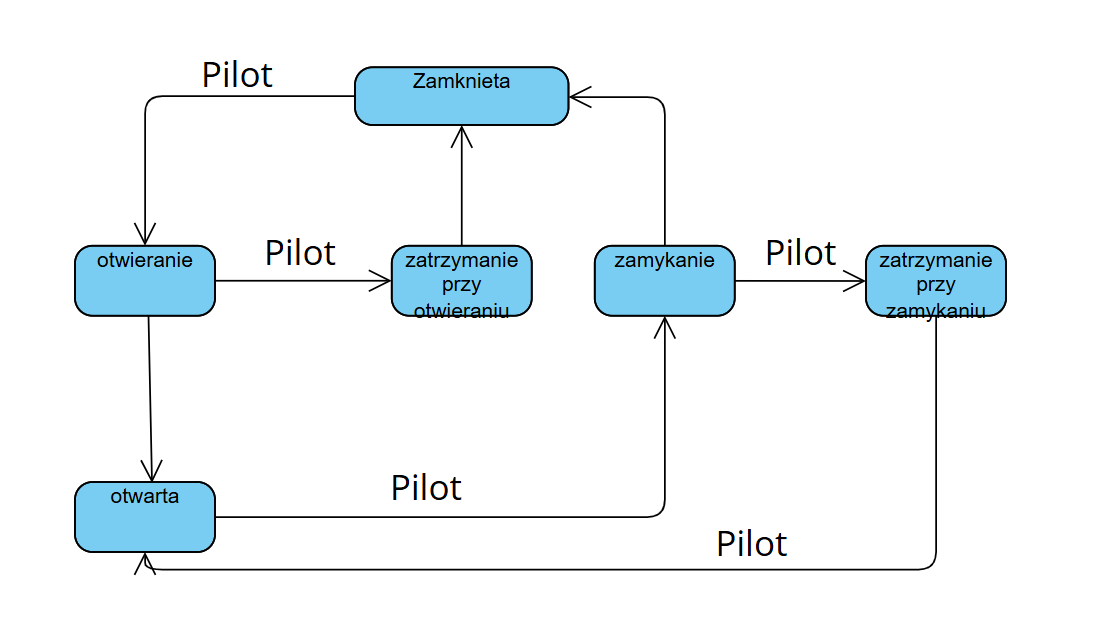 Pilot
Zamknieta
otwieranie
Pilot
zatrzymanie
przy
otwieraniu
zamykanie
Pilot
zatrzymanie
przy
zamykaniu
otwarta
Pilot
Pilot